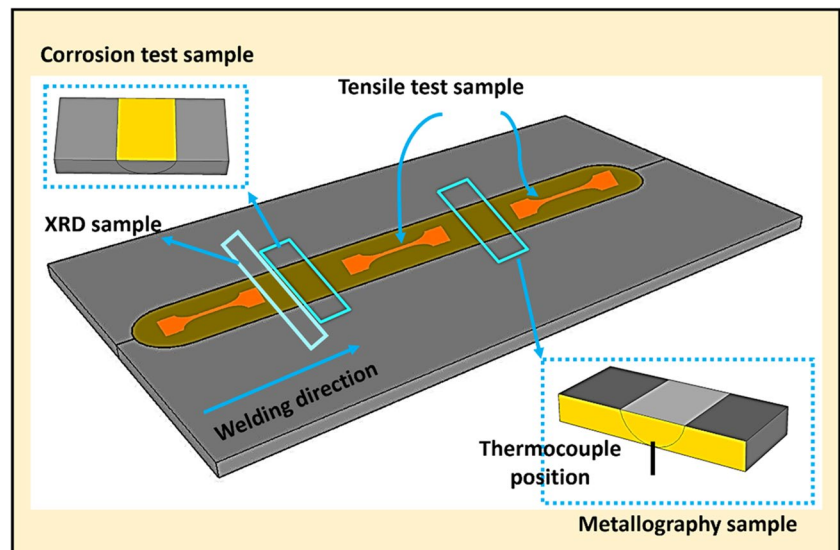 Corrosion test sample
Tensile test sample
XRD sample
Welding direction
Thermocouple
position
Metallography sample